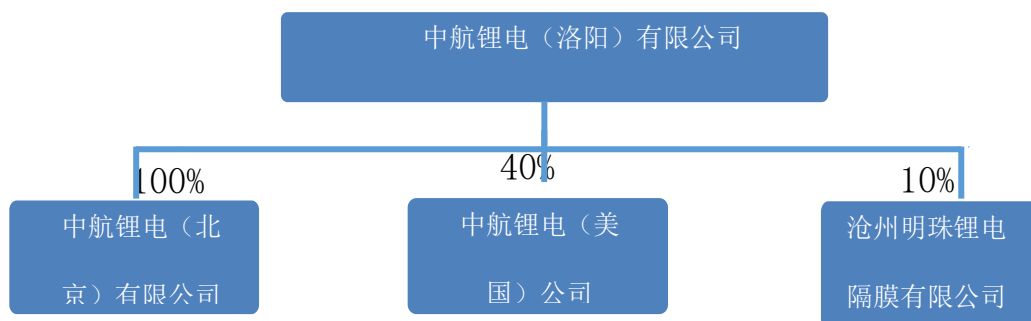 中航锂电（洛阳）有限公司
100%
40%
10%
中航锂电（北
京）有限公司
中航锂电（美
国）公司
沧州明珠锂电
隔膜有限公司